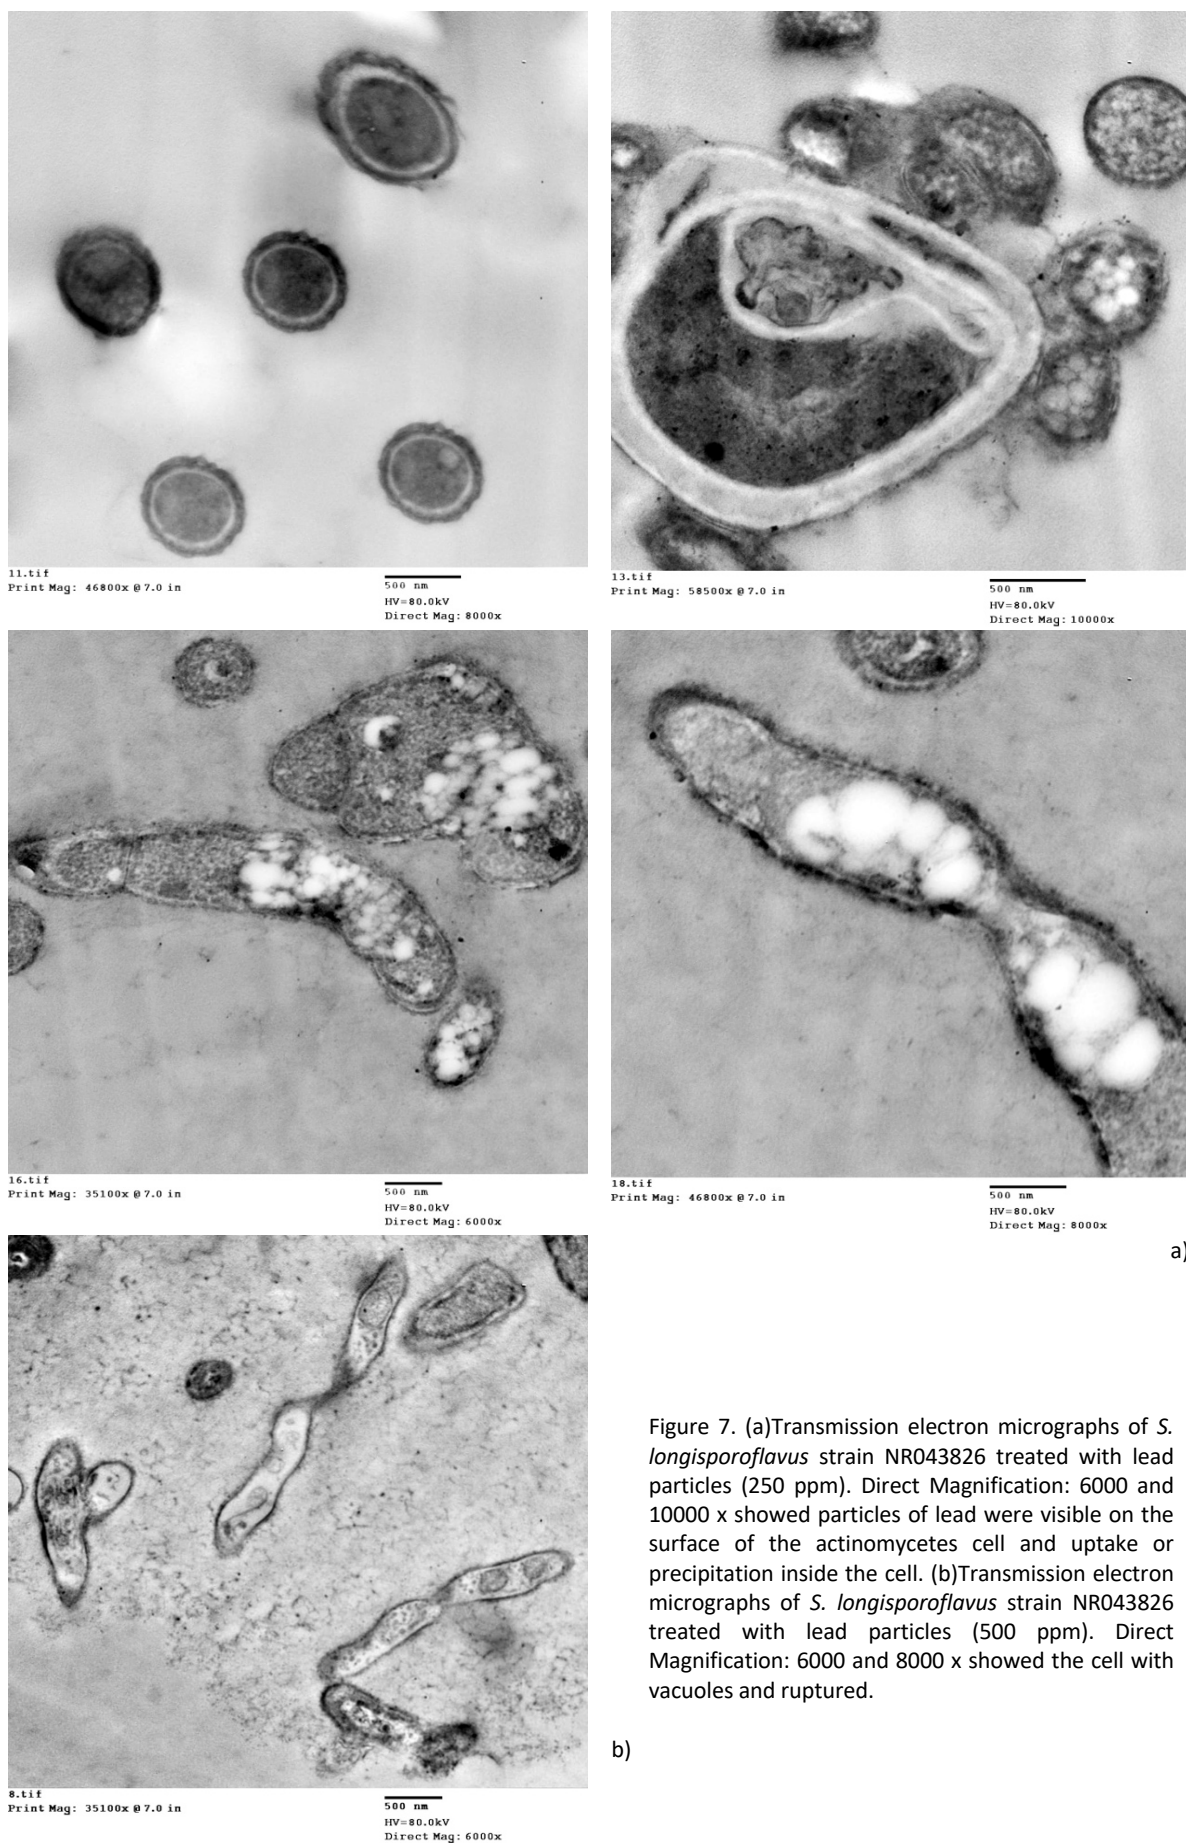 11.tif
Print Mag: 46800x @ 7.0 in
500 nm
HV=80.0kV
Direct Mag: 8000x
13.tif
Print Mag: 58500x @ 7.0 in
500 nm
HV=80.0kV
Direct Mag: 10000x
16.tif
Print Mag: 35100x @ 7.0 in
500 nm
HV=80.0kV
Direct Mag: 6000x
18.tif
Print Mag: 46800x @ 7.0 in
500 nm
HV=80.0kV
Direct Mag: 8000x
a)
Figure 7. (a)Transmission electron micrographs of S.
longisporoflavus strain NR043826 treated with lead
particles (250 ppm). Direct Magnification: 6000 and
10000 x showed particles of lead were visible on the
surface of the actinomycetes cell and uptake or
precipitation inside the cell. (b)Transmission electron
micrographs of S. longisporoflavus strain NR043826
treated with lead particles (500 ppm). Direct
Magnification: 6000 and 8000 x showed the cell with
vacuoles and ruptured.
b)
8.tif
Print Mag: 35100x @ 7.0 in
500 nm
HV=80.0kV
Direct Mag: 6000x